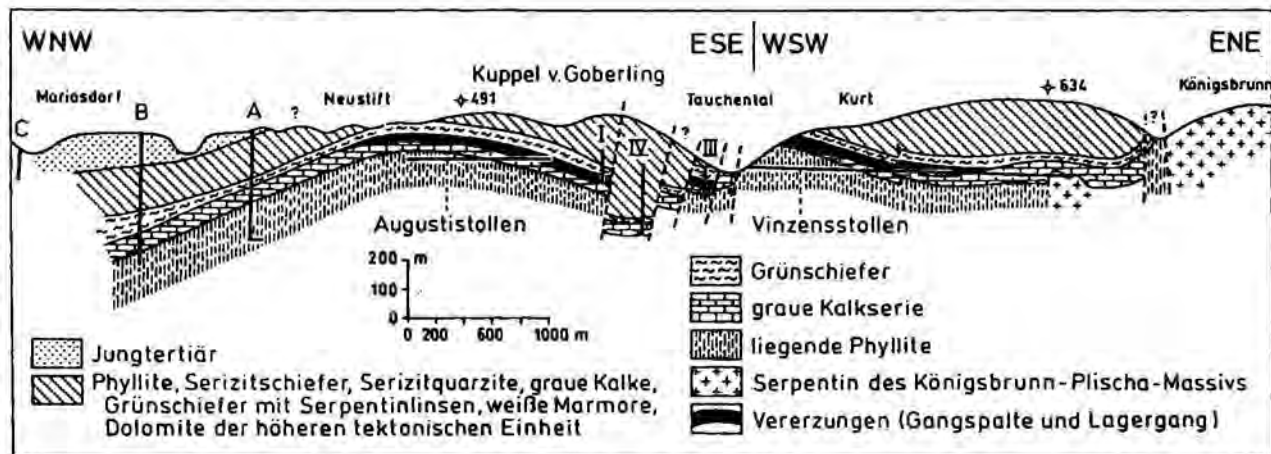 WNW
ESE WSW
ENE
Kuppel v. Goberling
Mariasdorf
Neustift
491
Tauchental
Kurt
634
Königsbrunn
C
B
A
?
I
IV
?
III
?
Augustistollen
Vinzensstollen
200 m
100
0
0 200 600 1000 m
Jungtertiär
Phyllite, Serizitschiefer, Serizitquarzite, graue Kalke,
Grünschiefer mit Serpentinlinsen, weiße Marmore,
Dolomite der höheren tektonischen Einheit
Grünschiefer
graue Kalkserie
liegende Phyllite
Serpentin des Königsbrunn-Plischa-Massivs
Vererzungen (Gangspalte und Lagergang)